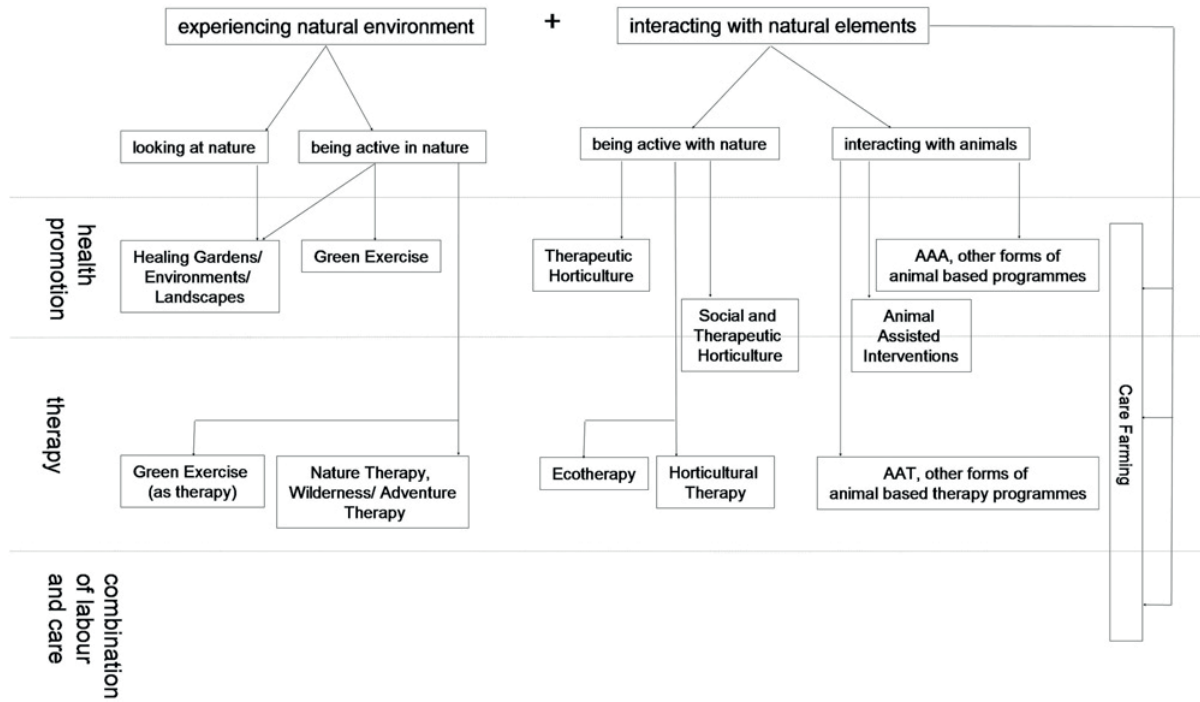 experiencing natural environment
+
interacting with natural elements
looking at nature
being active in nature
being active with nature
interacting with animals
health
promotion
Healing Gardens/
Environments/
Landscapes
Green Exercise
Therapeutic
Horticulture
AAA, other forms of
animal based programmes
Social and
Therapeutic
Horticulture
Animal
Assisted
Interventions
Care Farming
therapy
Green Exercise
(as therapy)
Nature Therapy,
Wilderness/ Adventure
Therapy
Ecotherapy
Horticultural
Therapy
AAT, other forms of
animal based therapy programmes
combination
of labour
and care